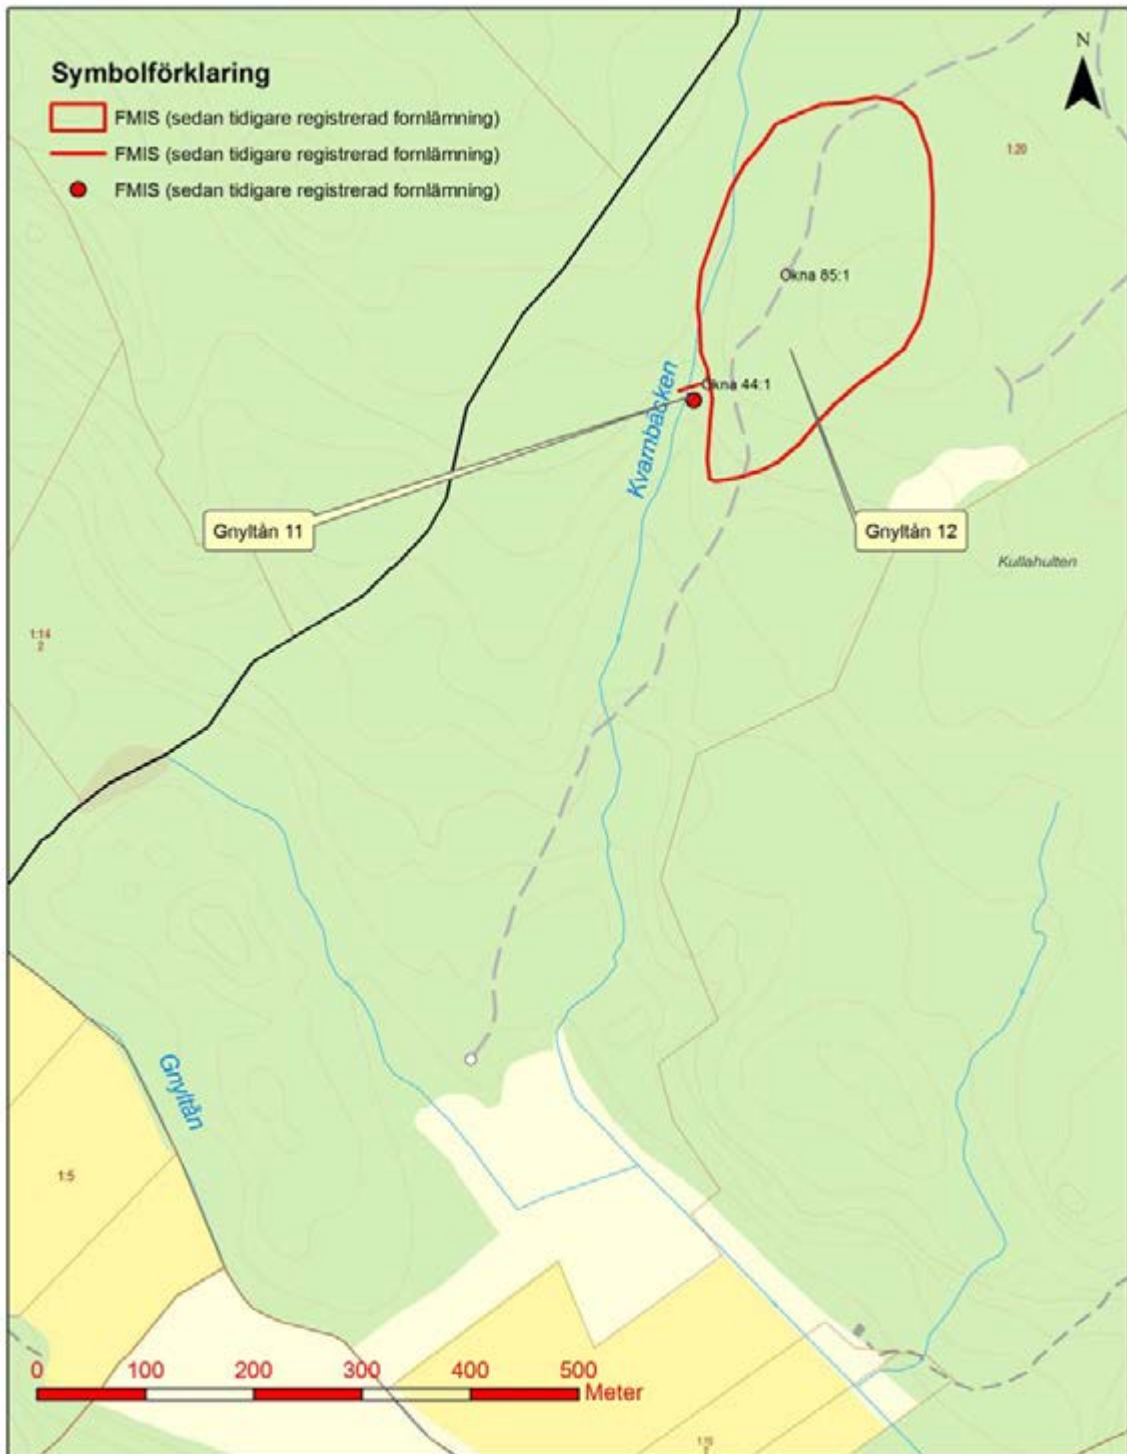 N
Symbolförklaring
FMIS (sedan tidigare registrerad fornlämning)
FMIS (sedan tidigare registrerad fornlämning)
FMIS (sedan tidigare registrerad fornlämning)
1:20
Okna 85:1
Okna 44:1
Kvarnbäcken
Gnyltån 11
Gnyltån 12
Kullahulten
1:14
2
Gnyltån
1:5
0 100 200 300 400 500
Meter